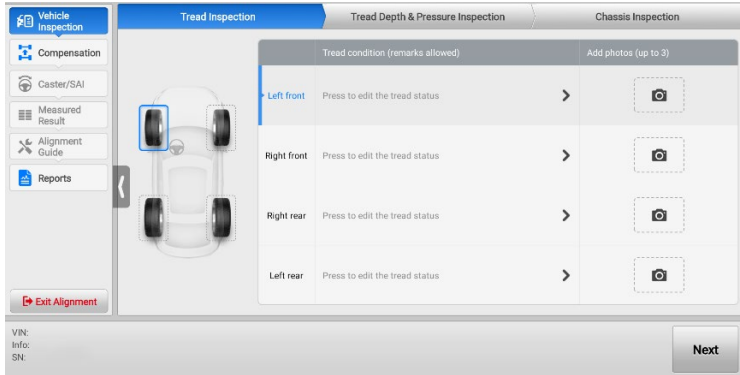 Vehicle
Inspection
Tread Inspection
Tread Depth & Pressure Inspection
Chassis Inspection
Compensation
Caster/SAI
Measured
Result
Alignment
Guide
Reports
Exit Alignment
Tread condition (remarks allowed)
Add photos (up to 3)
Left front
Press to edit the tread status
Right front
Press to edit the tread status
Right rear
Press to edit the tread status
Left rear
Press to edit the tread status
VIN:
Info:
SN:
Next